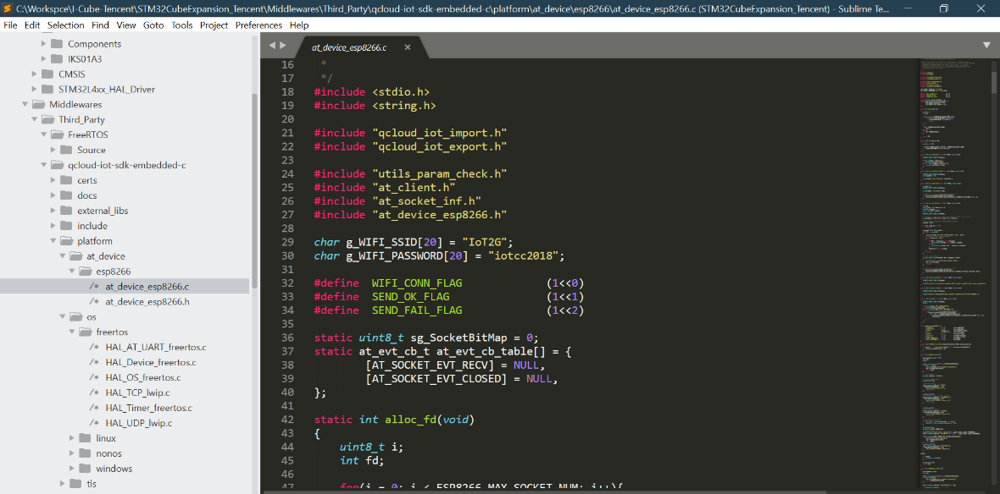 C:\Workspce\I-Cube-Tencent\STM32CubeExpansion_Tencent\Middlewares\Third_Party\qcloud-iot-sdk-embedded-c\platform\at_device\esp8266\at_device_esp8266.c (STM32CubeExpansion_Tencent) - Sublime Te...
File Edit Selection Find View Goto Tools Project Preferences Help
Components
IKS01A3
CMSIS
STM32L4xx_HAL_Driver
Middlewares
Third_Party
FreeRTOS
Source
qcloud-iot-sdk-embedded-c
certs
docs
external_libs
include
platform
at_device
esp8266
/* at_device_esp8266.c
/* at_device_esp8266.h
os
freertos
/* HAL_AT_UART_freertos.c
/* HAL_Device_freertos.c
/* HAL_OS_freertos.c
/* HAL_TCP_lwip.c
/* HAL_Timer_freertos.c
/* HAL_UDP_lwip.c
linux
nonos
windows
tls
at_device_esp8266.c
16 *
17 */
18 #include <stdio.h>
19 #include <string.h>
20
21 #include "qcloud_iot_import.h"
22 #include "qcloud_iot_export.h"
23
24 #include "utils_param_check.h"
25 #include "at_client.h"
26 #include "at_socket_inf.h"
27 #include "at_device_esp8266.h"
28
29 char g_WIFI_SSID[20] = "IoT2G";
30 char g_WIFI_PASSWORD[20] = "iotcc2018";
31
32 #define WIFI_CONN_FLAG (1<<0)
33 #define SEND_OK_FLAG (1<<1)
34 #define SEND_FAIL_FLAG (1<<2)
35
36 static uint8_t sg_SocketBitMap = 0;
37 static at_evt_cb_t at_evt_cb_table[] = {
38 [AT_SOCKET_EVT_RECV] = NULL,
39 [AT_SOCKET_EVT_CLOSED] = NULL,
40 };
41
42 static int alloc_fd(void)
43 {
44 uint8_t i;
45 int fd;
46
47 for(i = 0; i < ESP8266_MAX_SOCKET_NUM; i++){